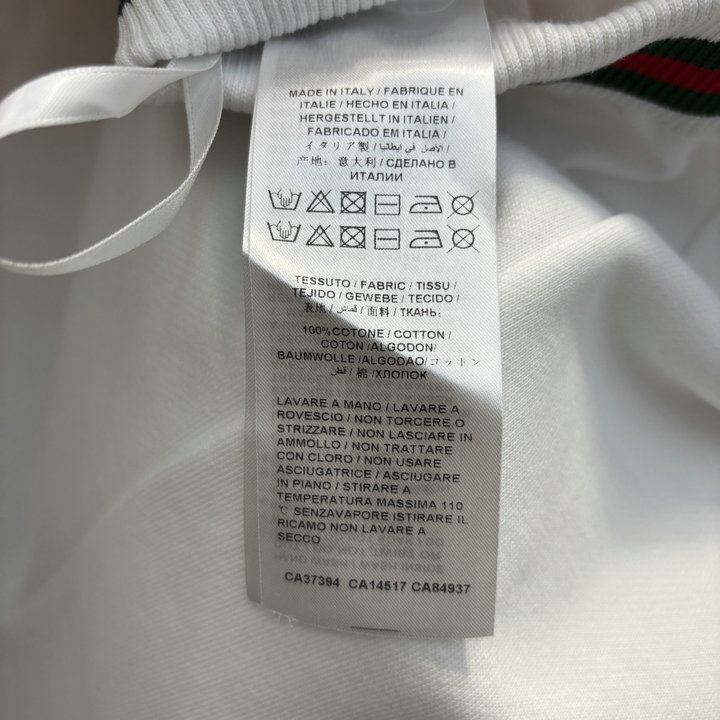 MADE IN ITALY / FABRIQUE EN
ITALIE / HECHO EN ITALIA /
HERGESTELLT IN ITALIEN /
FABRICADO EM ITALIA /
イタリア製 / الأصل في إيطاليا /
产地: 意大利 / СДЕЛАНО В
ИТАЛИИ
TESSUTO / FABRIC / TISSU /
TEJIDO / GEWEBE / TECIDO /
表地 / قماش / 面料 / ТКАНЬ:
100%COTONE / COTTON /
COTON /ALGODON/
BAUMWOLLE /ALGODAO/コットン
/ 棉 /ХЛОПОК / قطن
LAVARE A MANO / LAVARE A
ROVESCIO / NON TORCERE O
STRIZZARE / NON LASCIARE IN
AMMOLLO / NON TRATTARE
CON CLORO / NON USARE
ASCIUGATRICE / ASCIUGARE
IN PIANO / STIRARE A
TEMPERATURA MASSIMA 110
℃ SENZAVAPORE ISTIRARE IL
RICAMO NON LAVARE A
SECCO
CA37394 CA14517 CA84937